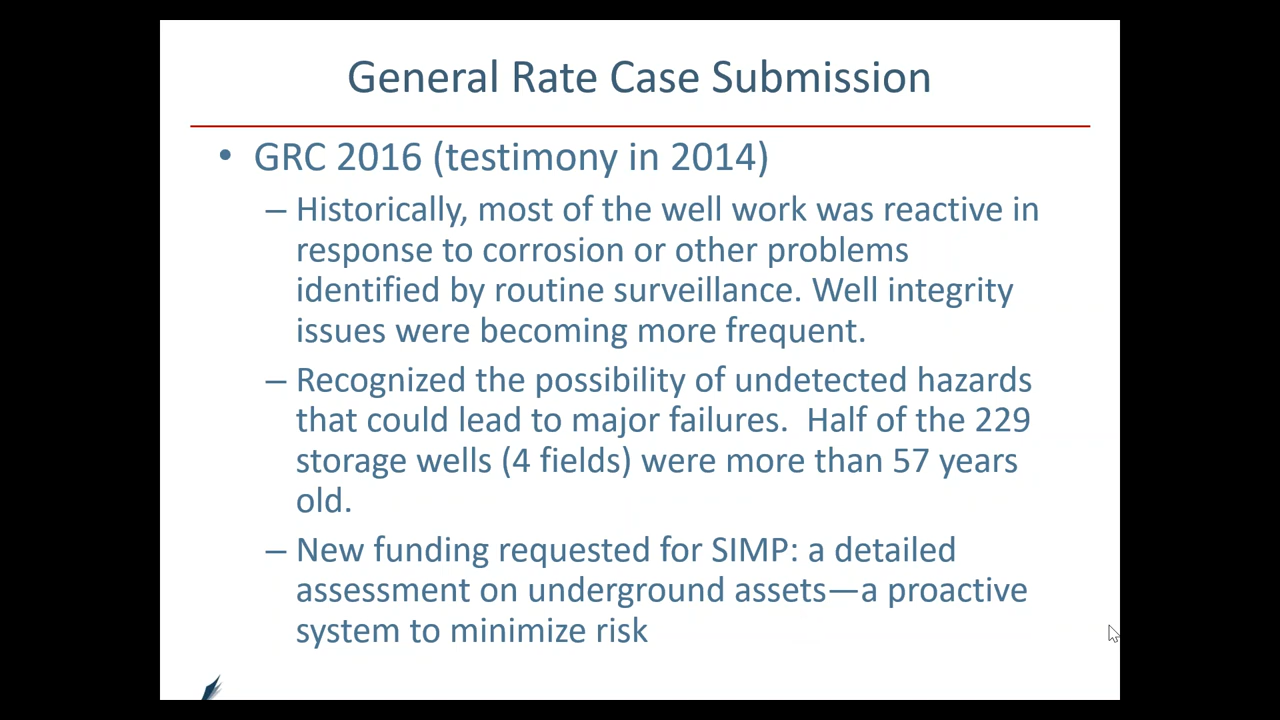 General Rate Case Submission
• GRC 2016 (testimony in 2014)
– Historically, most of the well work was reactive in
response to corrosion or other problems
identified by routine surveillance. Well integrity
issues were becoming more frequent.
– Recognized the possibility of undetected hazards
that could lead to major failures.  Half of the 229
storage wells (4 fields) were more than 57 years
old.
– New funding requested for SIMP: a detailed
assessment on underground assets—a proactive
system to minimize risk